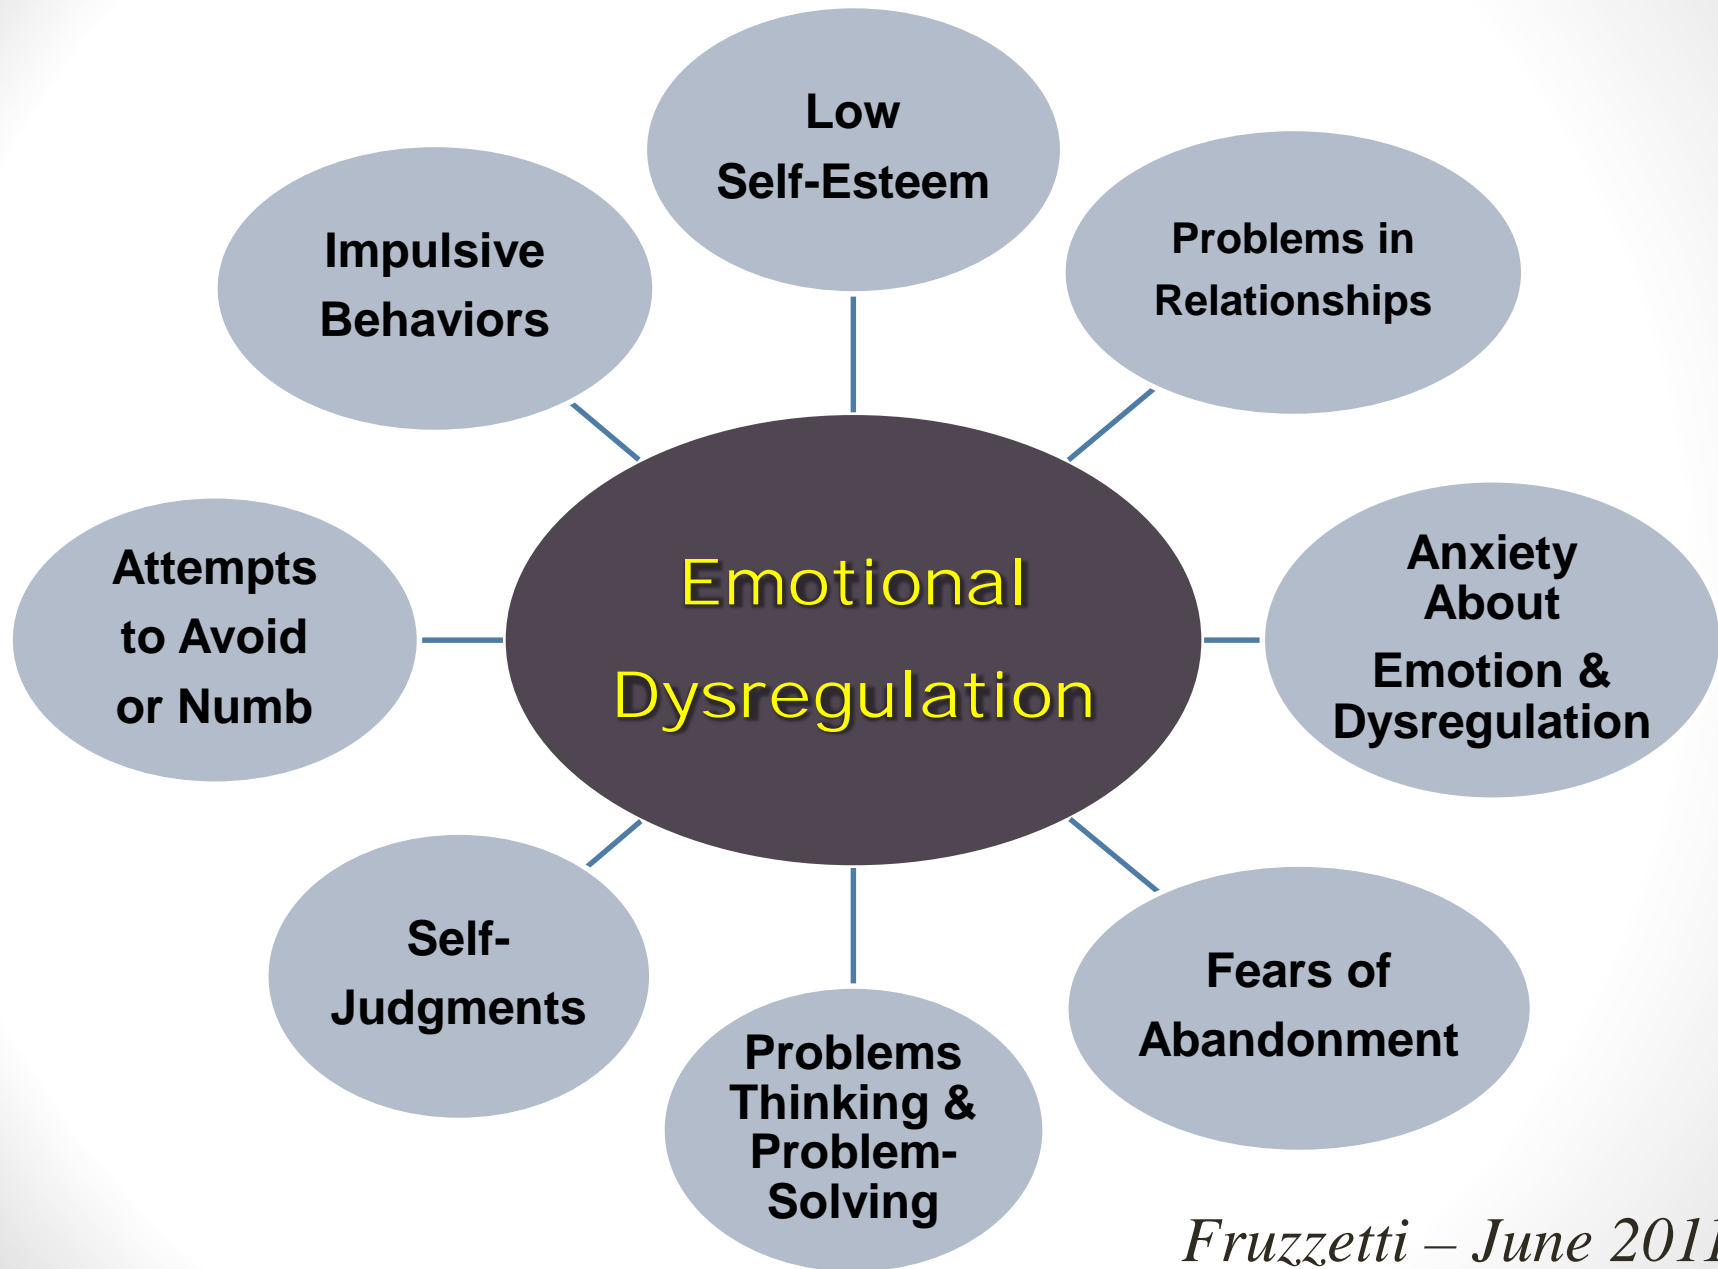 Low
Self-Esteem
Problems in
Relationships
Impulsive
Behaviors
Anxiety
About
Emotion &
Dysregulation
Attempts
to Avoid
or Numb
Emotional
Dysregulation
Fears of
Abandonment
Self-
Judgments
Problems
Thinking &
Problem-
Solving
Fruzzetti – June 2011